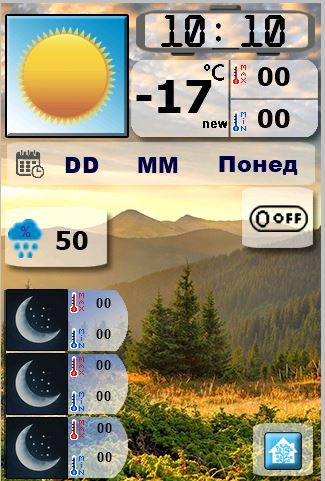 10:10
-17 °C
new
MAX 00
MIN 00
DD MM Понед
% 50
OFF
MAX 00
MIN 00
MAX 00
MIN 00
MAX 00
MIN 00